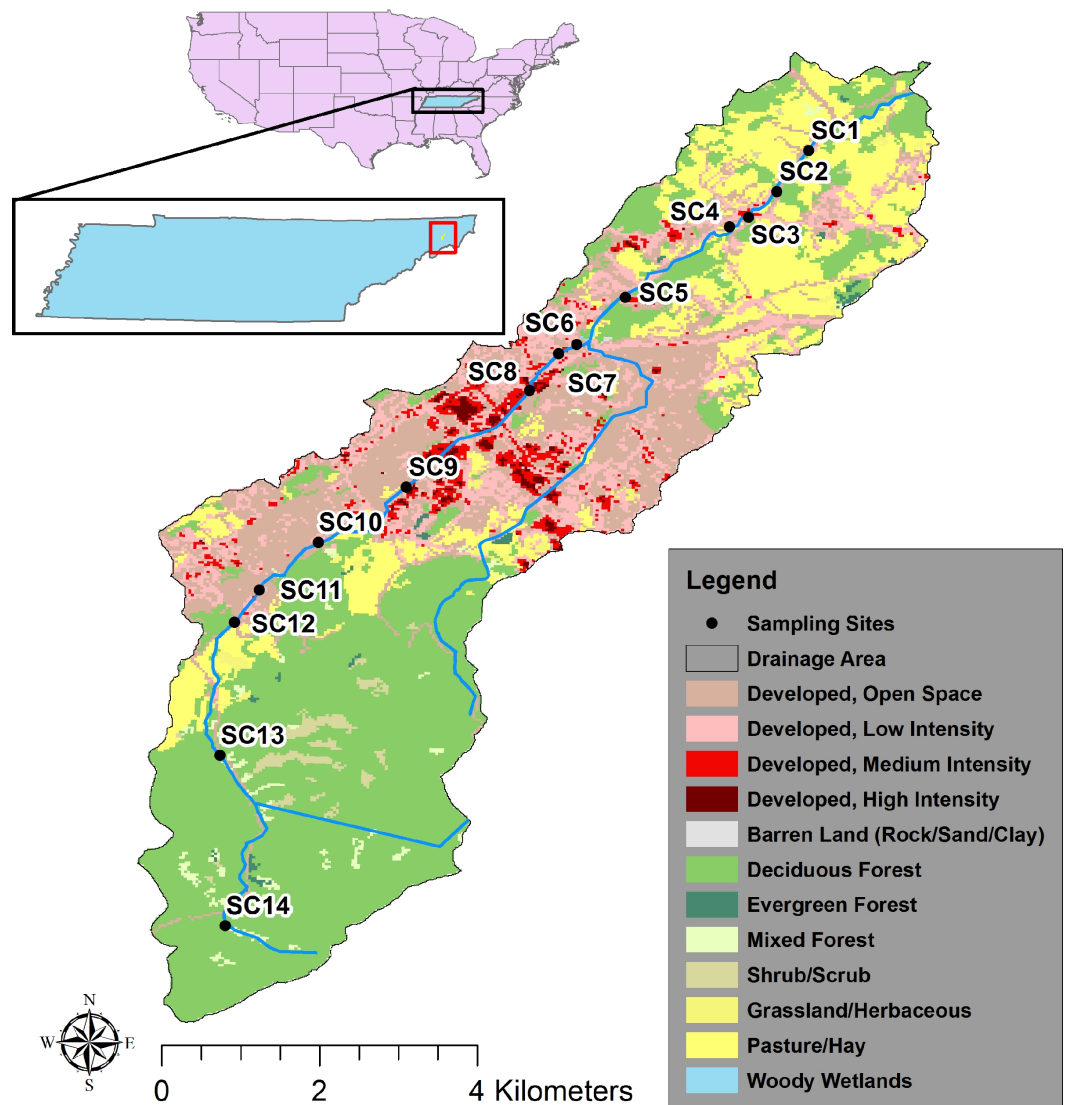 SC1
SC2
SC4
SC3
SC5
SC6
SC8
SC7
SC9
SC10
SC11
SC12
SC13
SC14
Legend
Sampling Sites
Drainage Area
Developed, Open Space
Developed, Low Intensity
Developed, Medium Intensity
Developed, High Intensity
Barren Land (Rock/Sand/Clay)
Deciduous Forest
Evergreen Forest
Mixed Forest
Shrub/Scrub
Grassland/Herbaceous
Pasture/Hay
Woody Wetlands
N
W E
S
0 2 4 Kilometers